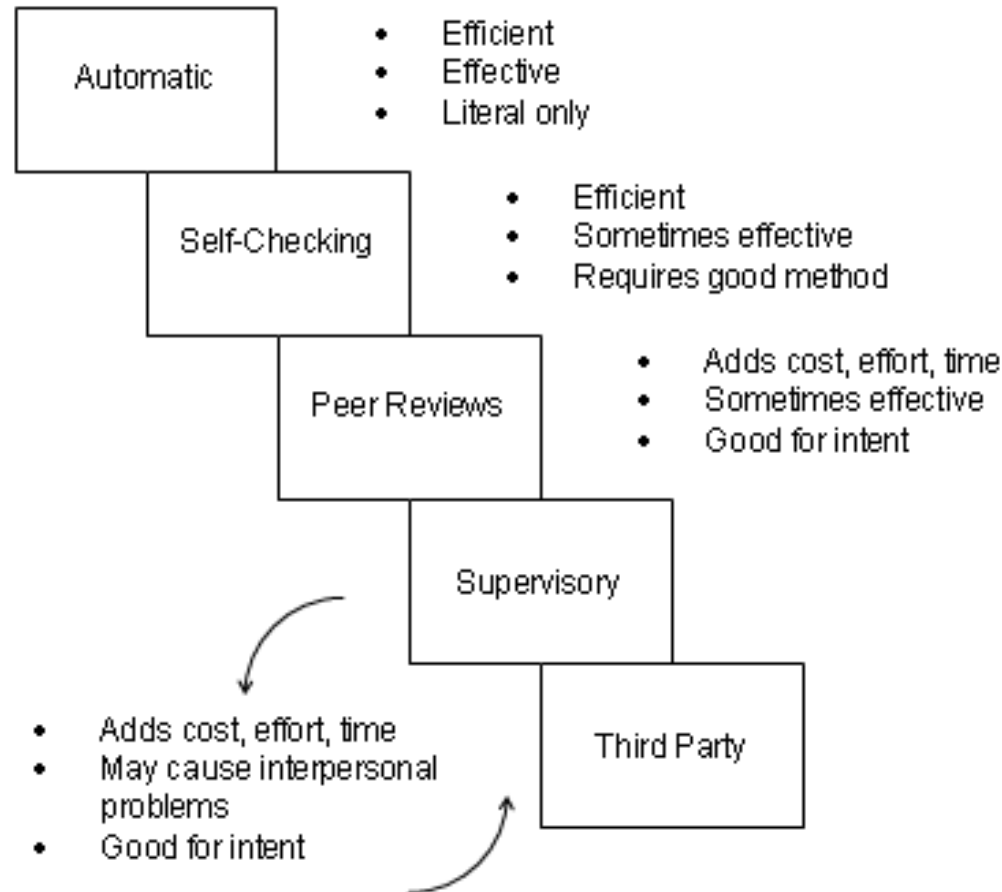 Automatic
• Efficient
• Effective
• Literal only
Self-Checking
• Efficient
• Sometimes effective
• Requires good method
Peer Reviews
• Adds cost, effort, time
• Sometimes effective
• Good for intent
Supervisory
• Adds cost, effort, time
• May cause interpersonal
problems
• Good for intent
Third Party